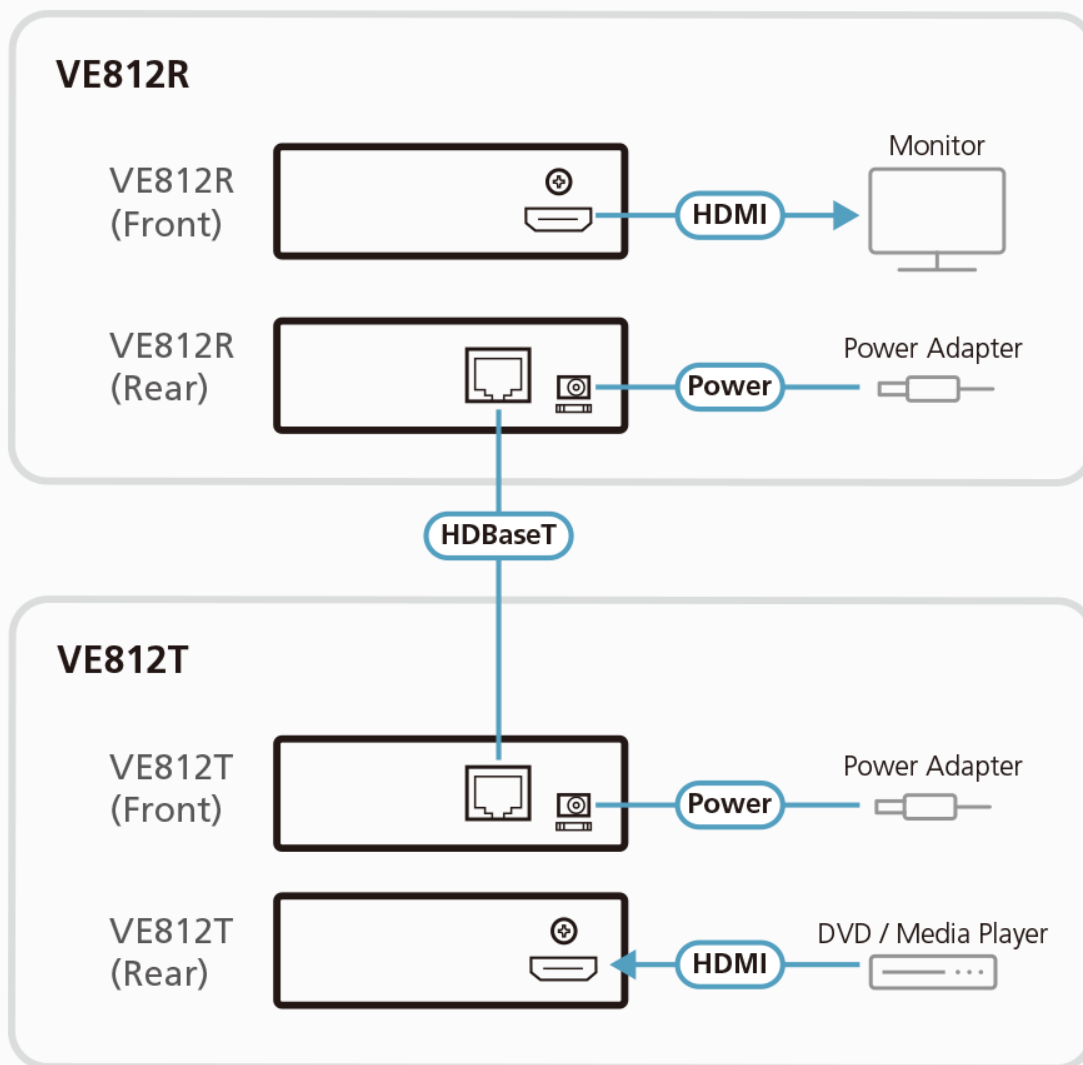 VE812R
VE812R
(Front)
HDMI
Monitor
VE812R
(Rear)
Power
Power Adapter
HDBaseT
VE812T
VE812T
(Front)
Power
Power Adapter
VE812T
(Rear)
HDMI
DVD / Media Player